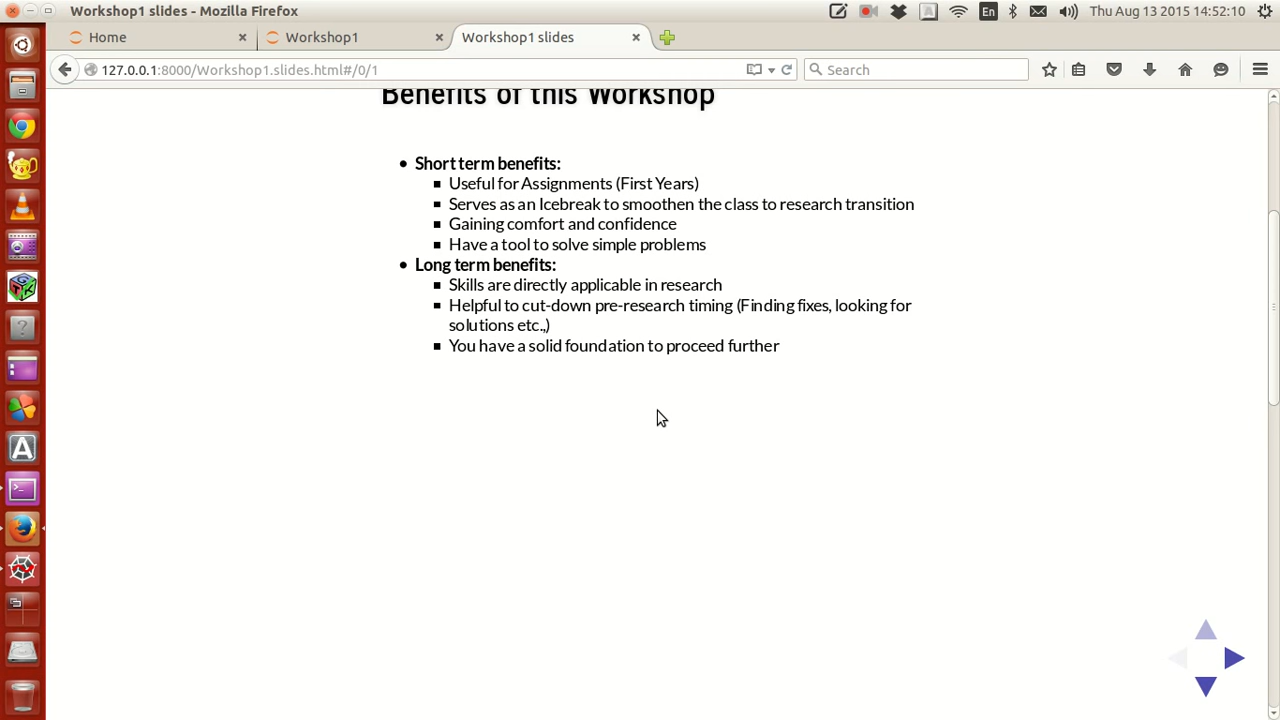 Workshop1 slides - Mozilla Firefox
En
Thu Aug 13 2015 14:52:10
Home
Workshop1
Workshop1 slides
127.0.0.1:8000/Workshop1.slides.html#/0/1
Search
Benefits of this Workshop
• Short term benefits:
▪ Useful for Assignments (First Years)
▪ Serves as an Icebreak to smoothen the class to research transition
▪ Gaining comfort and confidence
▪ Have a tool to solve simple problems
• Long term benefits:
▪ Skills are directly applicable in research
▪ Helpful to cut-down pre-research timing (Finding fixes, looking for
solutions etc.,)
▪ You have a solid foundation to proceed further